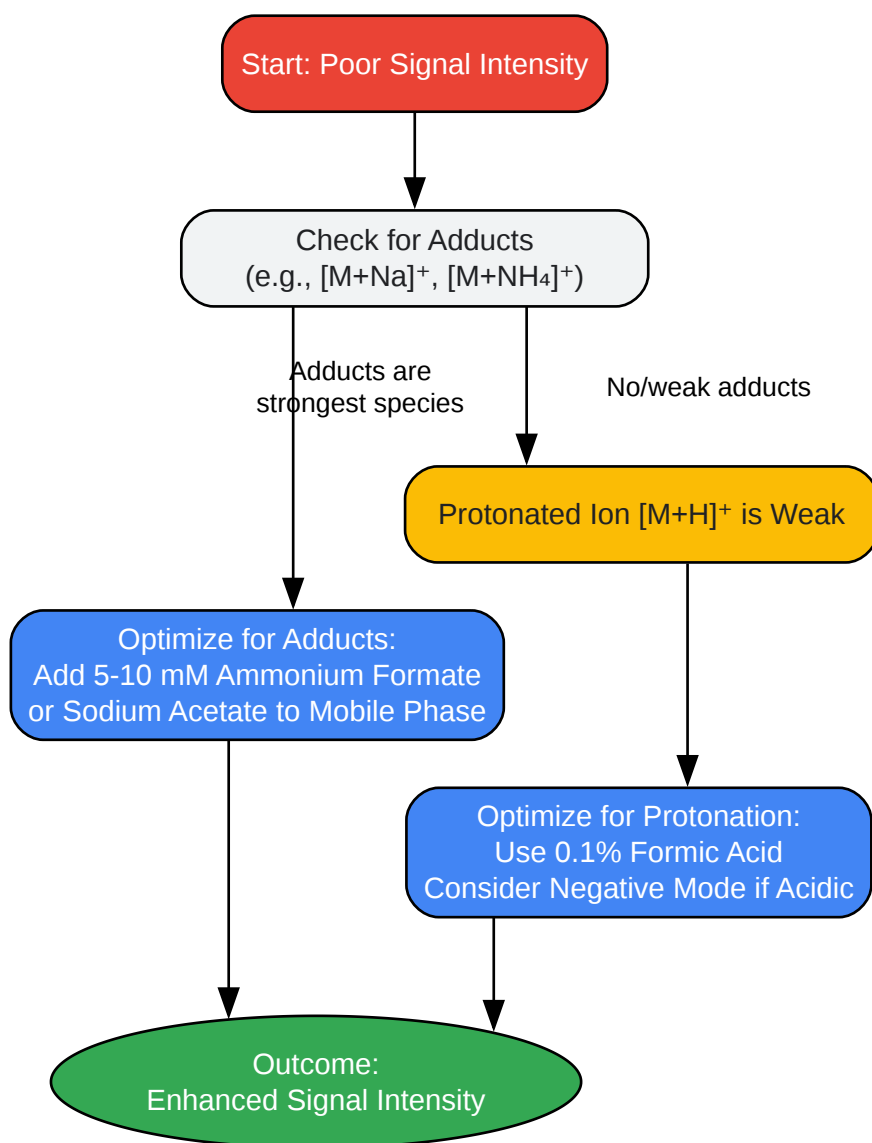 Start: Poor Signal Intensity
Check for Adducts
(e.g., [M+Na]⁺, [M+NH₄]⁺)
Adducts are
strongest species
No/weak adducts
Protonated Ion [M+H]⁺ is Weak
Optimize for Adducts:
Add 5-10 mM Ammonium Formate
or Sodium Acetate to Mobile Phase
Optimize for Protonation:
Use 0.1% Formic Acid
Consider Negative Mode if Acidic
Outcome:
Enhanced Signal Intensity